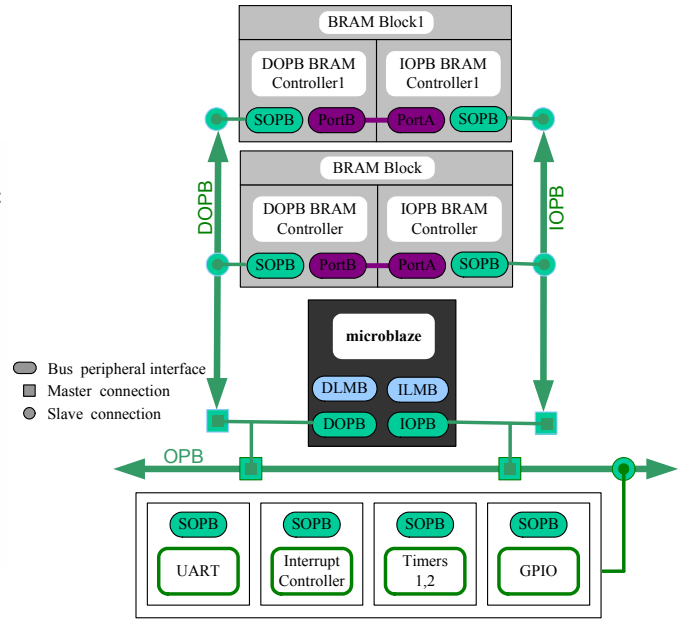 BRAM Block1
DOPB BRAM
Controller1
IOPB BRAM
Controller1
SOPB
PortB
PortA
SOPB
BRAM Block
DOPB
IOPB
DOPB BRAM
Controller
IOPB BRAM
Controller
SOPB
PortB
PortA
SOPB
microblaze
Bus peripheral interface
Master connection
Slave connection
DLMB
ILMB
DOPB
IOPB
OPB
SOPB
SOPB
SOPB
SOPB
UART
Interrupt
Controller
Timers
1,2
GPIO